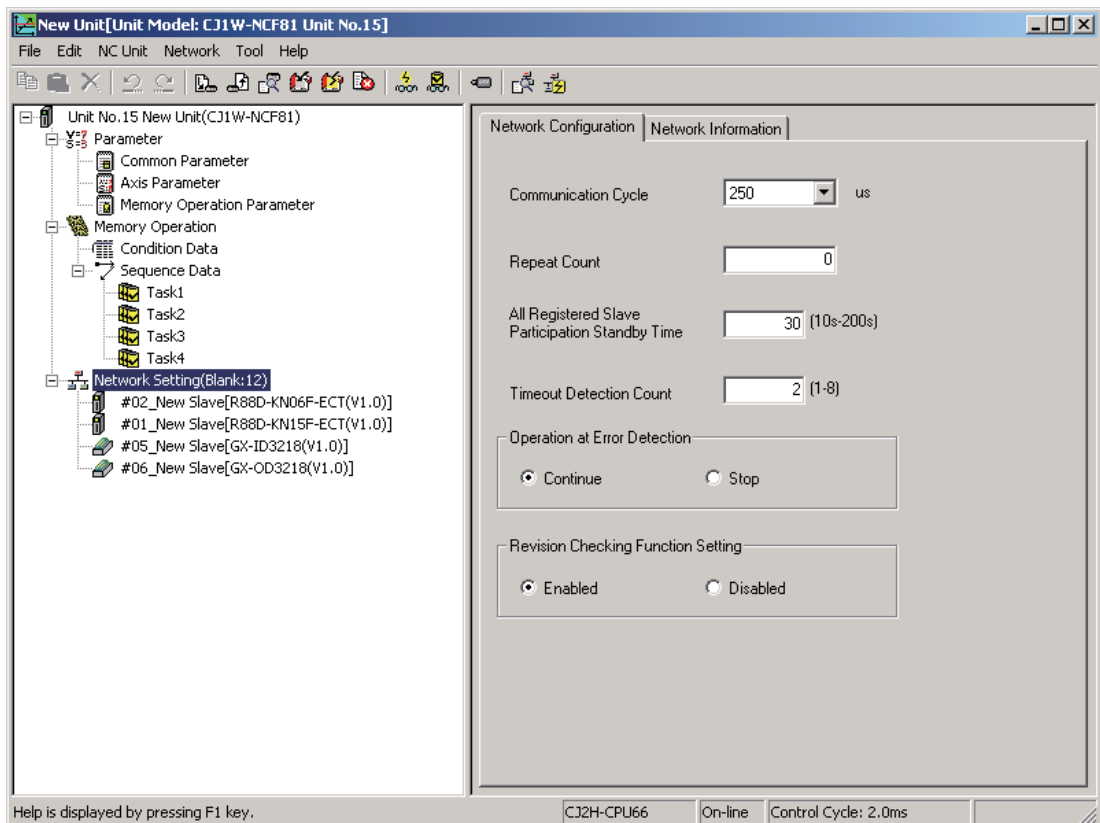 New Unit[Unit Model: CJ1W-NCF81 Unit No.15]
File Edit NC Unit Network Tool Help
Unit No.15 New Unit(CJ1W-NCF81)
Parameter
Common Parameter
Axis Parameter
Memory Operation Parameter
Memory Operation
Condition Data
Sequence Data
Task1
Task2
Task3
Task4
Network Setting(Blank:12)
#02_New Slave[R88D-KN06F-ECT(V1.0)]
#01_New Slave[R88D-KN15F-ECT(V1.0)]
#05_New Slave[GX-ID3218(V1.0)]
#06_New Slave[GX-OD3218(V1.0)]
Network Configuration Network Information
Communication Cycle 250 us
Repeat Count 0
All Registered Slave
Participation Standby Time 30 (10s-200s)
Timeout Detection Count 2 (1-8)
Operation at Error Detection
Continue Stop
Revision Checking Function Setting
Enabled Disabled
Help is displayed by pressing F1 key. CJ2H-CPU66 On-line Control Cycle: 2.0ms